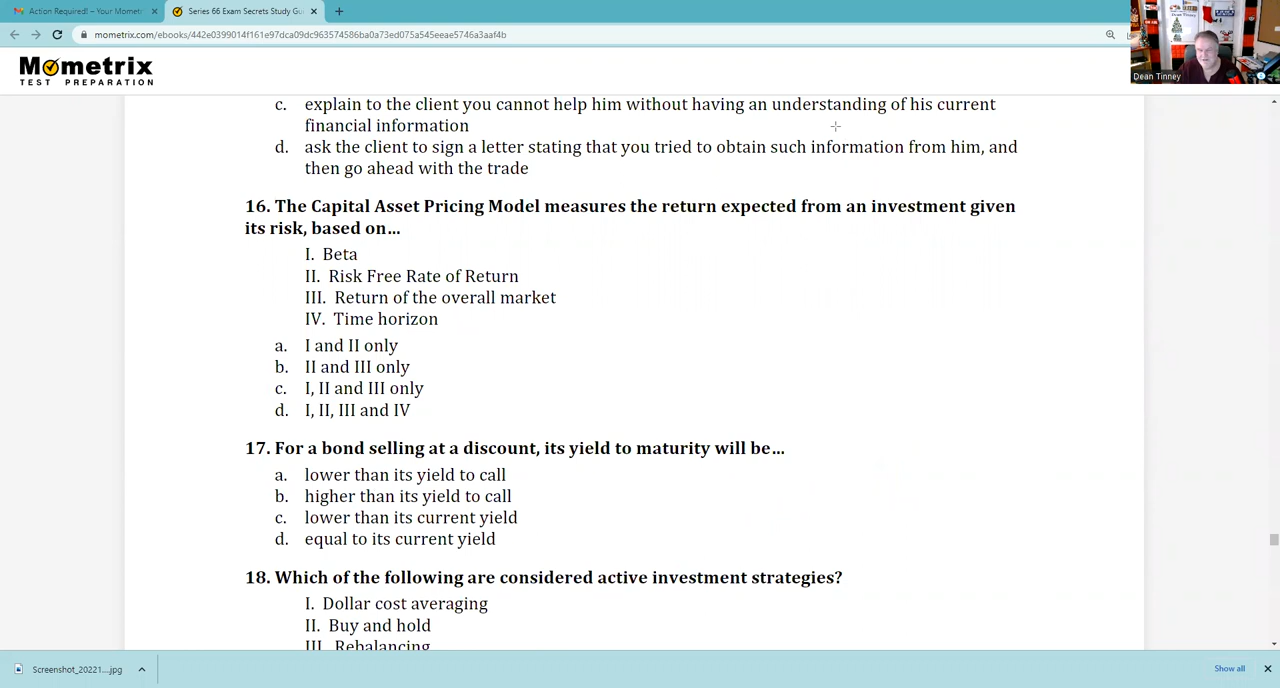 Action Required! – Your Mometr
Series 66 Exam Secrets Study Gui
mometrix.com/ebooks/442e0399014f161e97dca09dc963574586ba0a73ed075a545eeae5746a3aaf4b
Mometrix
TEST PREPARATION
Dean Tinney
c. explain to the client you cannot help him without having an understanding of his current
financial information
d. ask the client to sign a letter stating that you tried to obtain such information from him, and
then go ahead with the trade
16. The Capital Asset Pricing Model measures the return expected from an investment given
its risk, based on…
I. Beta
II. Risk Free Rate of Return
III. Return of the overall market
IV. Time horizon
a. I and II only
b. II and III only
c. I, II and III only
d. I, II, III and IV
17. For a bond selling at a discount, its yield to maturity will be…
a. lower than its yield to call
b. higher than its yield to call
c. lower than its current yield
d. equal to its current yield
18. Which of the following are considered active investment strategies?
I. Dollar cost averaging
II. Buy and hold
III. Rebalancing
Screenshot_20221....jpg
Show all